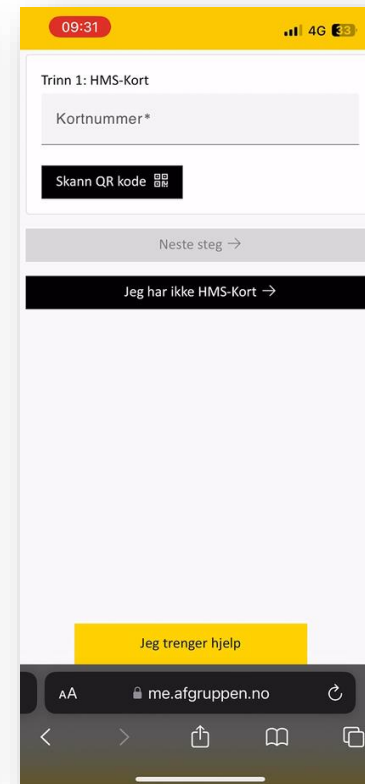 09:31
4G 33
Trinn 1: HMS-Kort
Kortnummer*
Skann QR kode
Neste steg →
Jeg har ikke HMS-Kort →
Jeg trenger hjelp
AA me.afgruppen.no